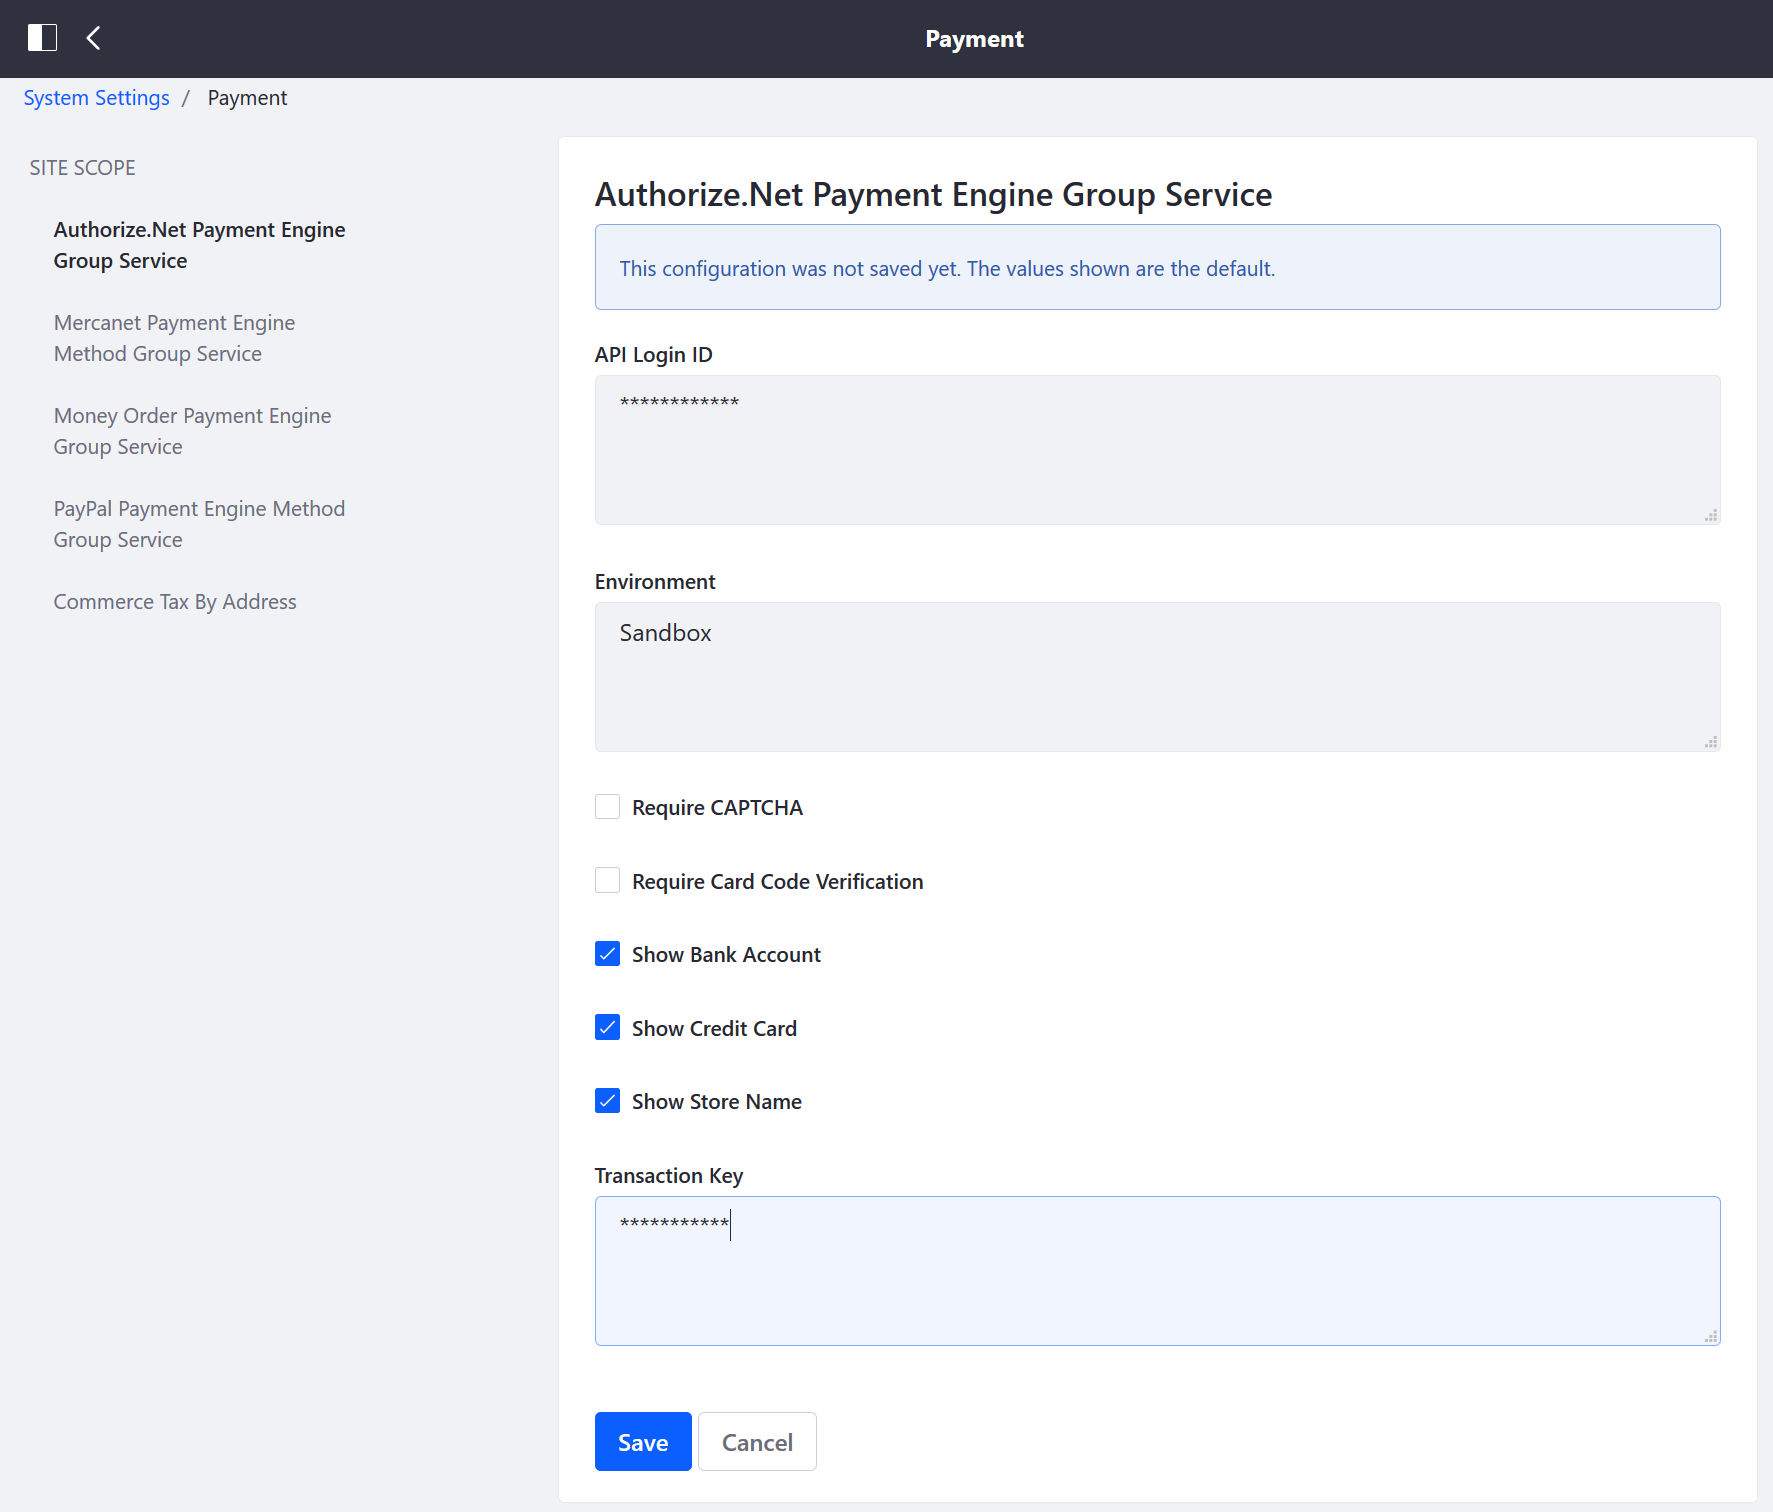 Payment
System Settings / Payment
SITE SCOPE
Authorize.Net Payment Engine
Group Service
Mercanet Payment Engine
Method Group Service
Money Order Payment Engine
Group Service
PayPal Payment Engine Method
Group Service
Commerce Tax By Address
Authorize.Net Payment Engine Group Service
This configuration was not saved yet. The values shown are the default.
API Login ID
************
Environment
Sandbox
Require CAPTCHA
Require Card Code Verification
Show Bank Account
Show Credit Card
Show Store Name
Transaction Key
***********
Save Cancel